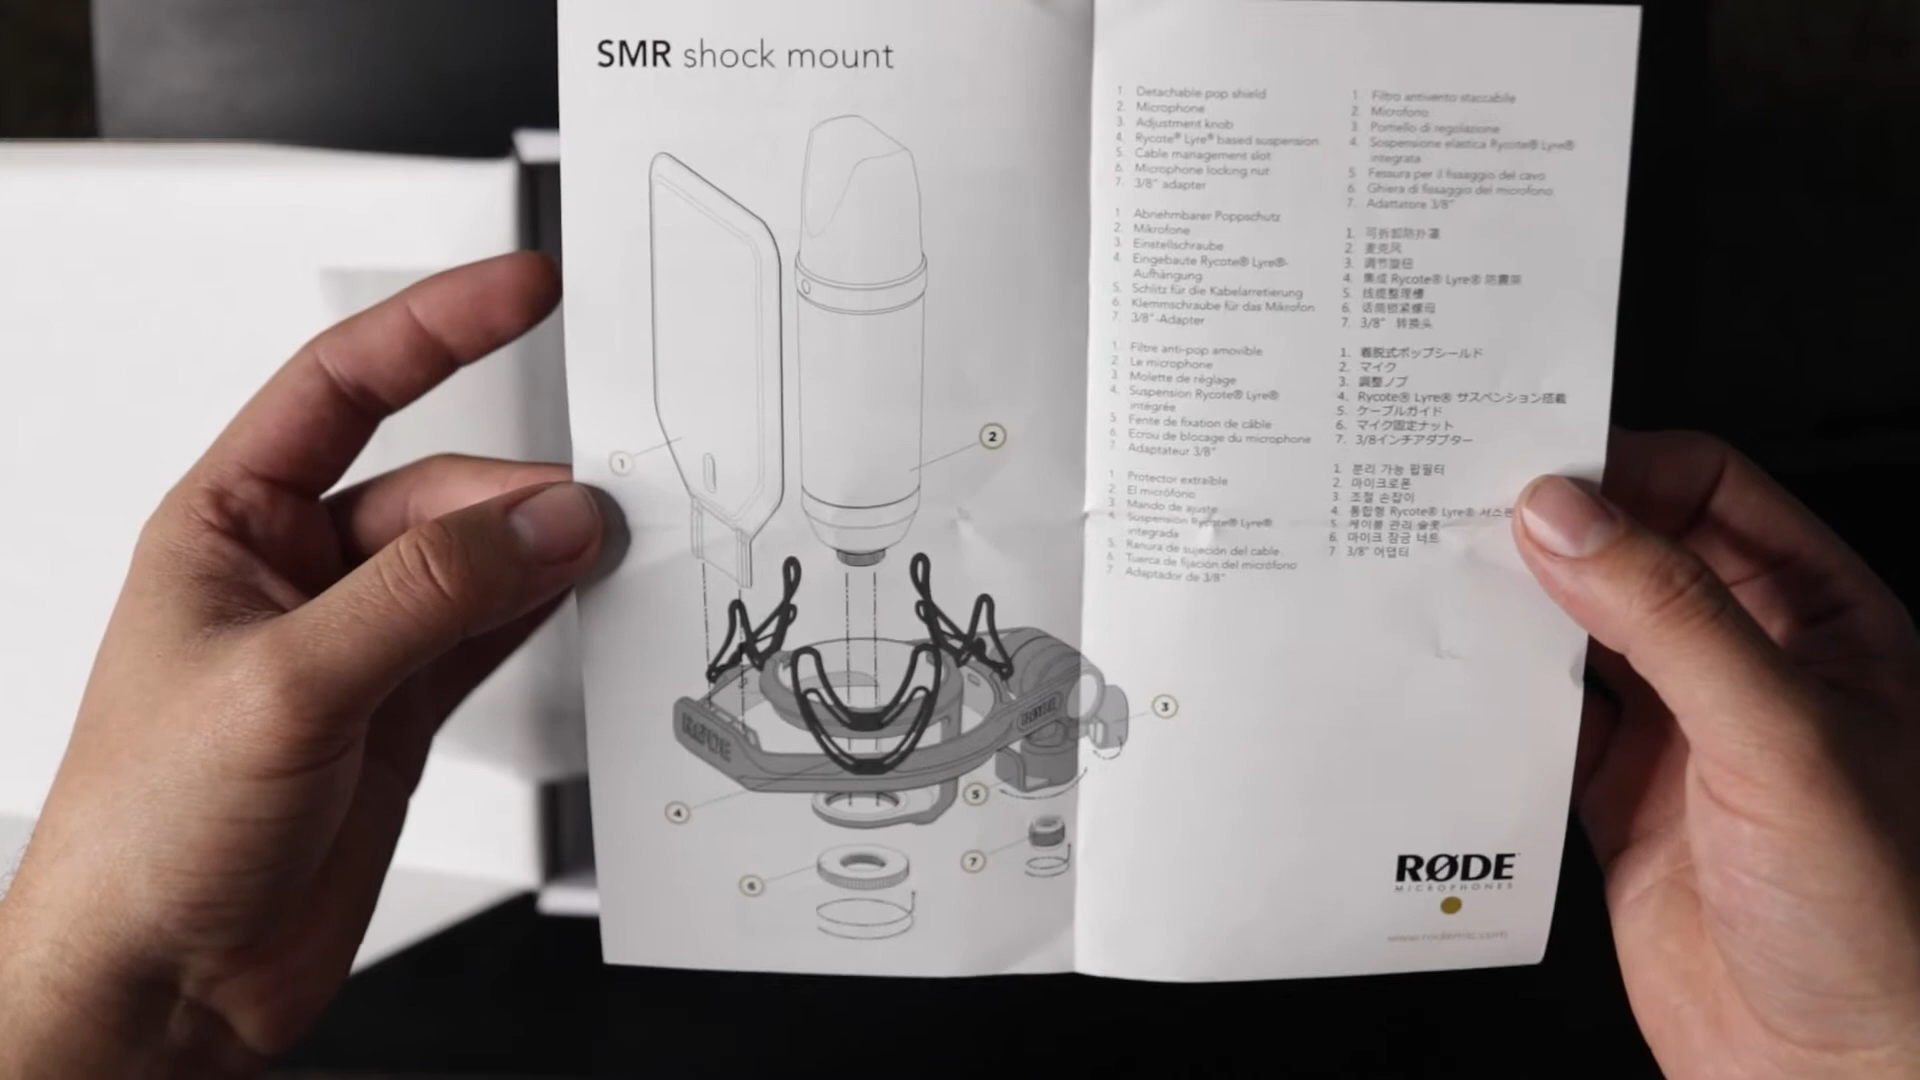 SMR shock mount
1. Detachable pop shield
2. Microphone
3. Adjustment knob
4. Rycote® Lyre® based suspension
5. Cable management slot
6. Microphone locking nut
7. 3/8" adapter
1 Abnehmbarer Poppschutz
2. Mikrofone
3. Einstellschraube
4. Eingebaute Rycote® Lyre®-
Aufhängung
5. Schlitz für die Kabelarretierung
6. Klemmschraube für das Mikrofon
7. 3/8"-Adapter
1. Filtre anti-pop amovible
2. Le microphone
3. Molette de règlage
4. Suspension Rycote® Lyre®
intégrée
5 Fente de fixation de câble
6. Ecrou de blocage du microphone
7 Adaptateur 3/8"
1 Protector extraíble
2. El micrófono
3. Mando de ajuste
4. Suspensión Rycote® Lyre®
integrada
5. Ranura de sujeción del cable
6. Tuerca de fijación del micrófono
7 Adaptador de 3/8"
1. Filtro antivento staccabile
2. Microfono
3. Pomello di regolazione
4. Sospensione elastica Rycote® Lyre®
integrata
5 Fessura per il fissaggio del cavo
6. Ghiera di fissaggio del microfono
7. Adattatore 3/8"
1. 可拆卸防扑罩
2. 麦克风
3. 调节旋钮
4. 集成 Rycote® Lyre® 防震架
5. 线缆整理槽
6. 话筒锁紧螺母
7. 3/8" 转换头
1. 着脱式ポップシールド
2. マイク
3. 調整ノブ
4. Rycote® Lyre® サスペンション搭載
5. ケーブルガイド
6. マイク固定ナット
7. 3/8インチアダプター
1. 분리 가능 팝필터
2. 마이크로폰
3. 조절 손잡이
4. 통합형 Rycote® Lyre® 서스펜
5. 케이블 관리 슬롯
6. 마이크 잠금 너트
7 3/8" 어댑터
1
2
3
4
5
6
7
RØDE
RØDE
RØDE
MICROPHONES
www.rodemic.com